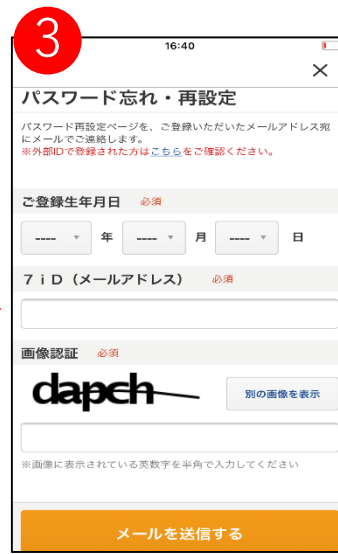 3
16:40
×
パスワード忘れ・再設定
パスワード再設定ページを、ご登録いただいたメールアドレス宛
にメールでご連絡します。
※外部IDで登録された方はこちらをご確認ください。
ご登録生年月日 必須
---- 年 ---- 月 ---- 日
7iD（メールアドレス） 必須
画像認証 必須
dapch
別の画像を表示
※画像に表示されている英数字を半角で入力してください
メールを送信する